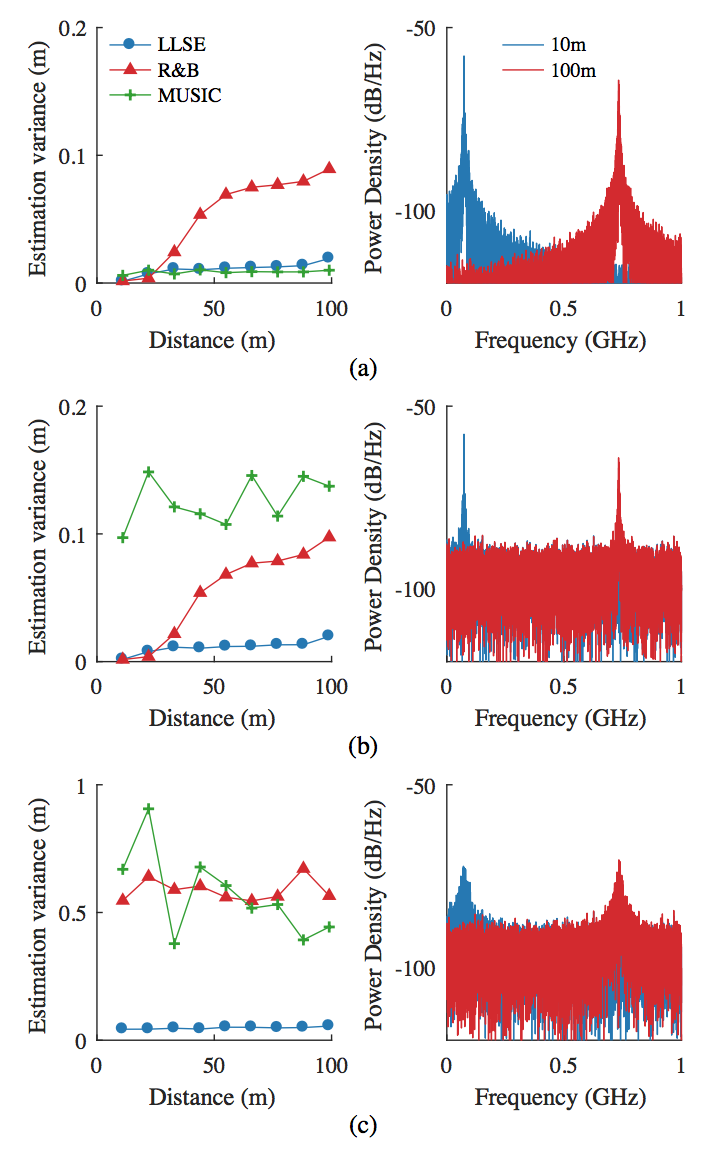 0.2
0.1
0
Estimation variance (m)
LLSE
R&B
MUSIC
0 50 100
Distance (m)
-50
-100
Power Density (dB/Hz)
10m
100m
0 0.5 1
Frequency (GHz)
(a)
0.2
0.1
0
Estimation variance (m)
0 50 100
Distance (m)
-50
-100
Power Density (dB/Hz)
0 0.5 1
Frequency (GHz)
(b)
1
0.5
0
Estimation variance (m)
0 50 100
Distance (m)
-50
-100
Power Density (dB/Hz)
0 0.5 1
Frequency (GHz)
(c)